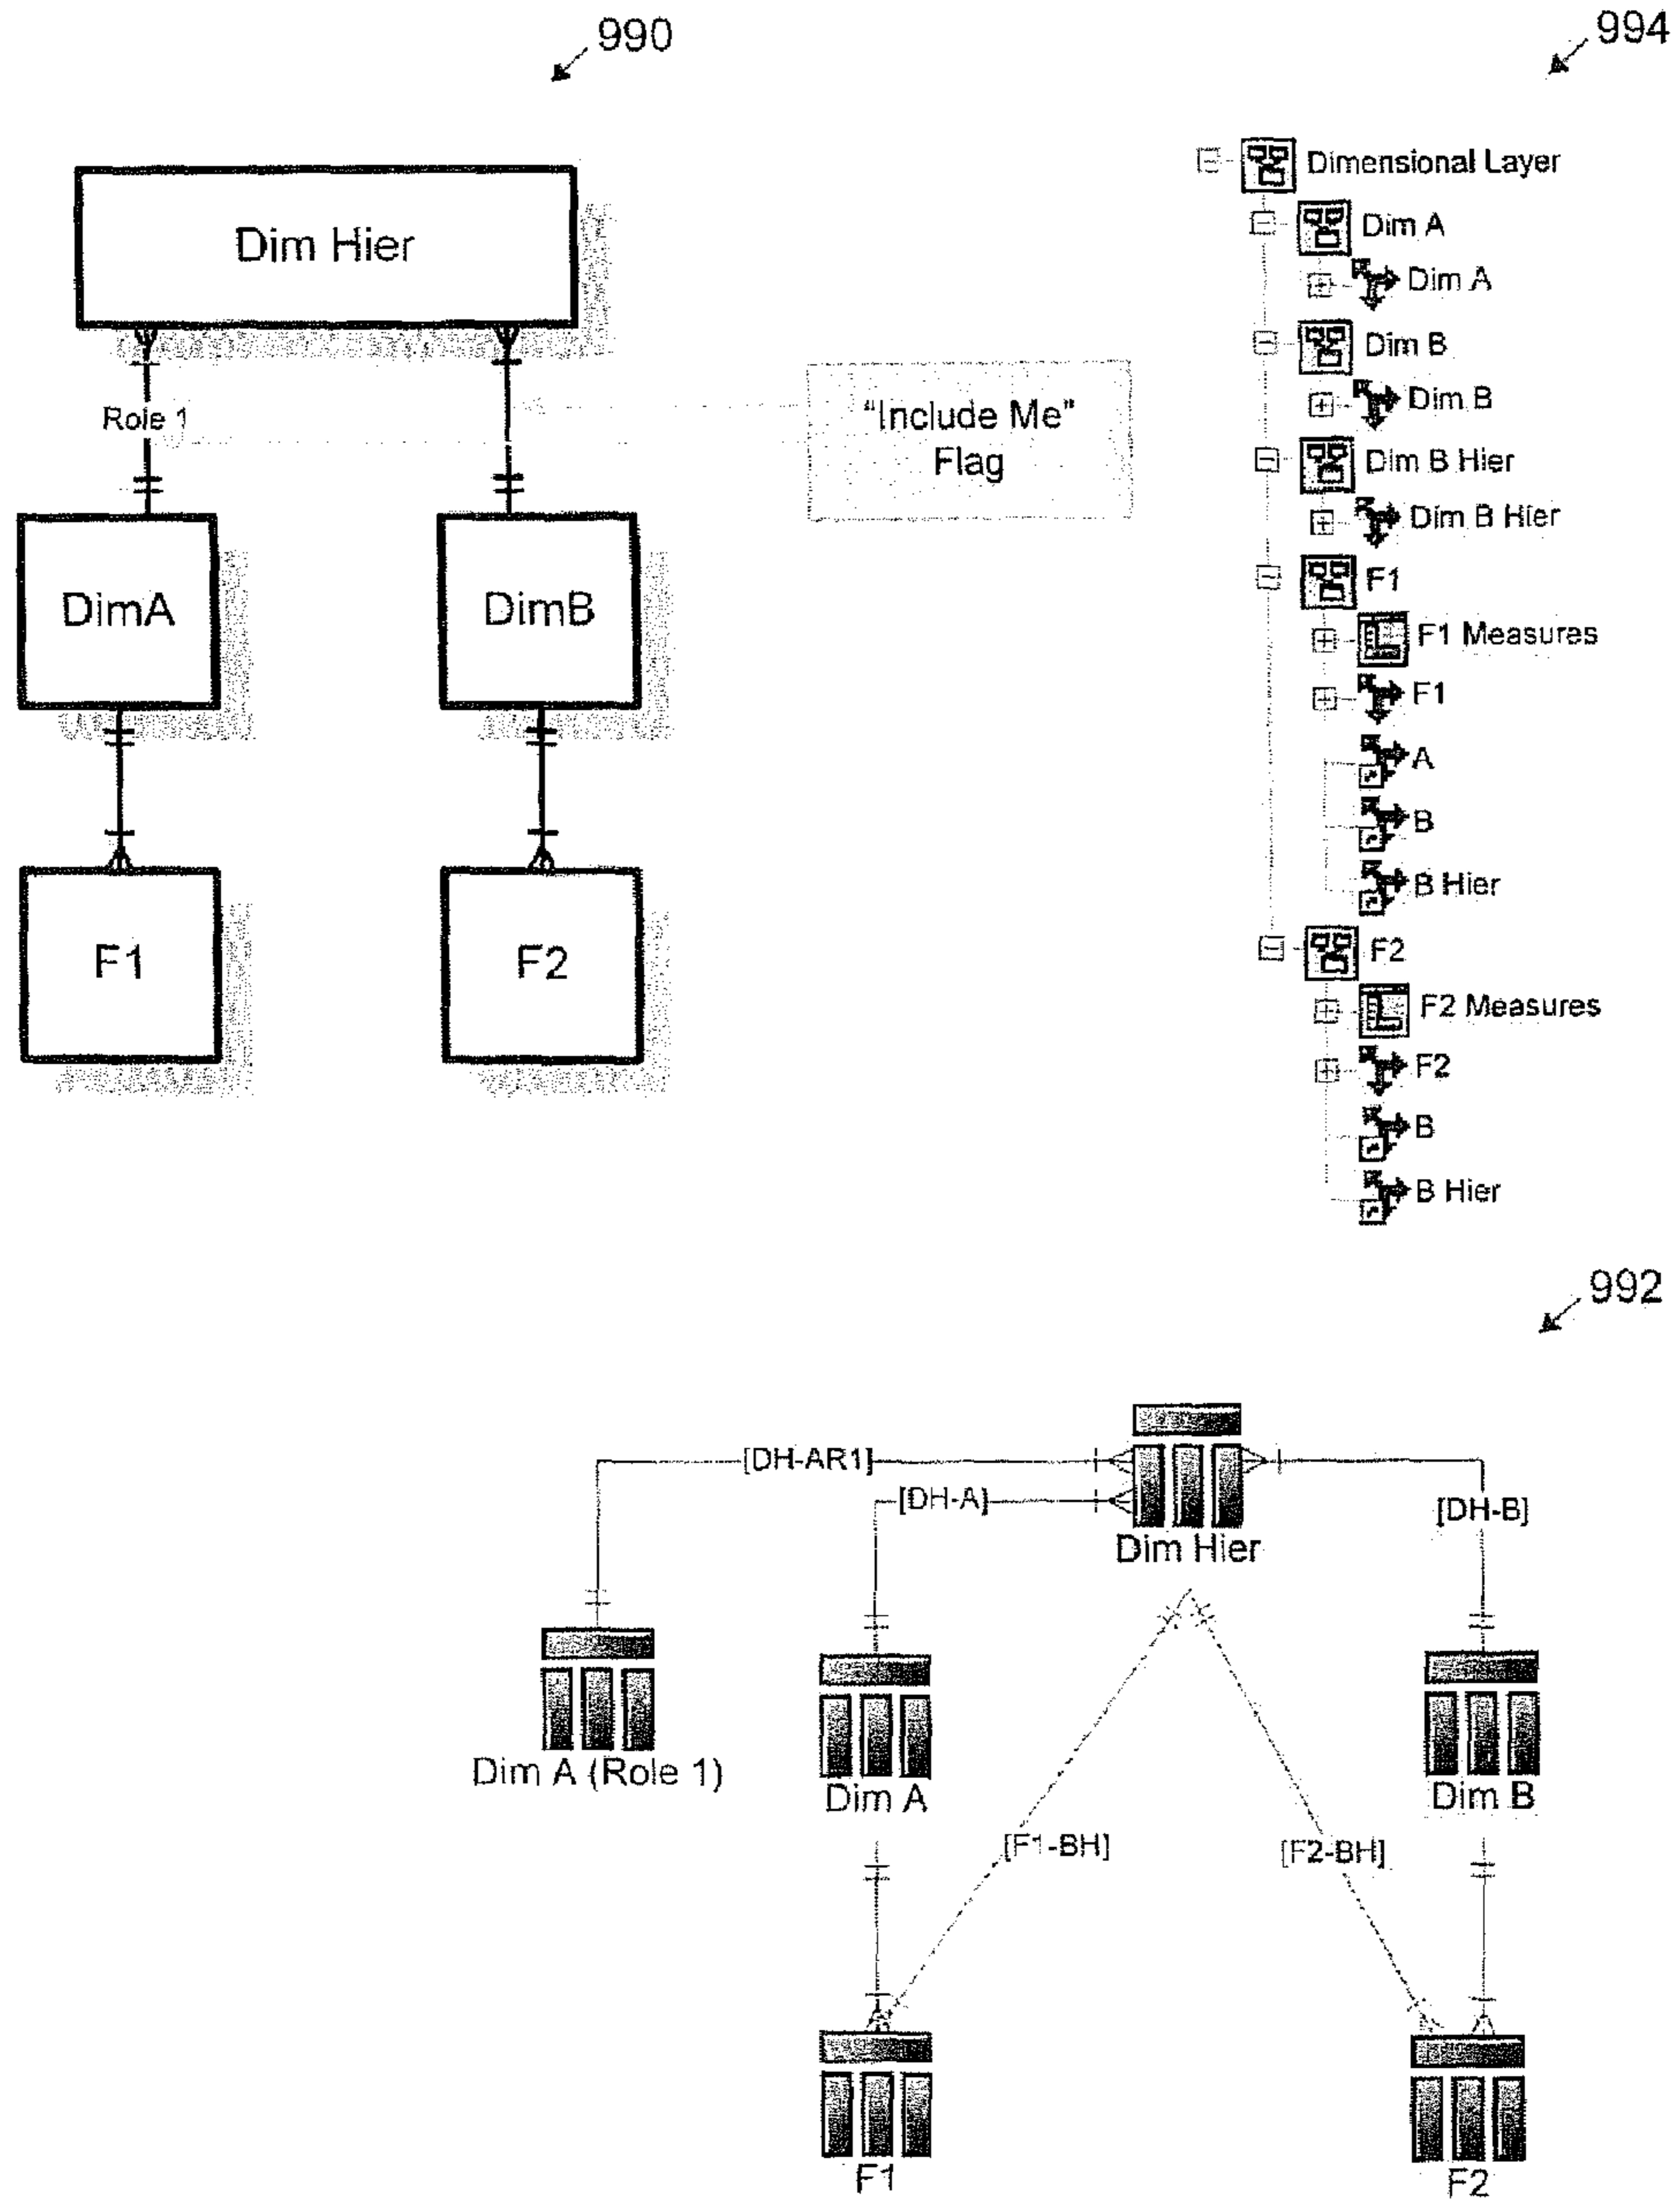 990
Dim Hier
Role 1
"Include Me"
Flag
DimA
DimB
F1
F2
994
Dimensional Layer
Dim A
Dim A
Dim B
Dim B
Dim B Hier
Dim B Hier
F1
F1 Measures
F1
A
B
B Hier
F2
F2 Measures
F2
B
B Hier
992
[DH-AR1]
[DH-A]
[DH-B]
Dim Hier
Dim A (Role 1)
Dim A
Dim B
[F1-BH]
[F2-BH]
F1
F2